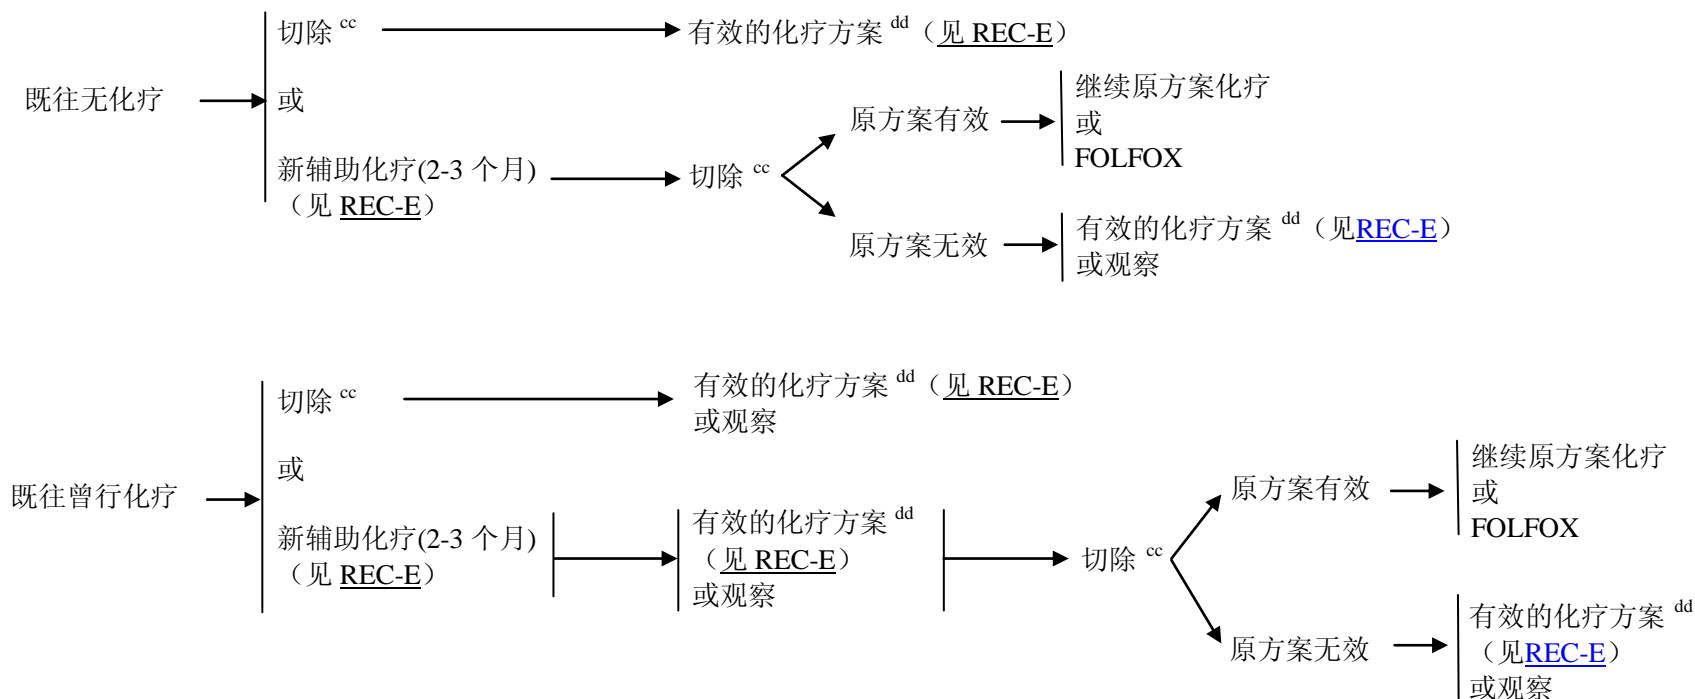 切除 cc
有效的化疗方案 dd（见 REC-E）
既往无化疗
或
新辅助化疗(2-3 个月)
（见 REC-E）
切除 cc
原方案有效
继续原方案化疗
或
FOLFOX
原方案无效
有效的化疗方案 dd（见REC-E）
或观察
既往曾行化疗
切除 cc
有效的化疗方案 dd（见 REC-E）
或观察
或
新辅助化疗(2-3 个月)
（见 REC-E）
有效的化疗方案 dd
（见 REC-E）
或观察
切除 cc
原方案有效
继续原方案化疗
或
FOLFOX
原方案无效
有效的化疗方案 dd
（见REC-E）
或观察